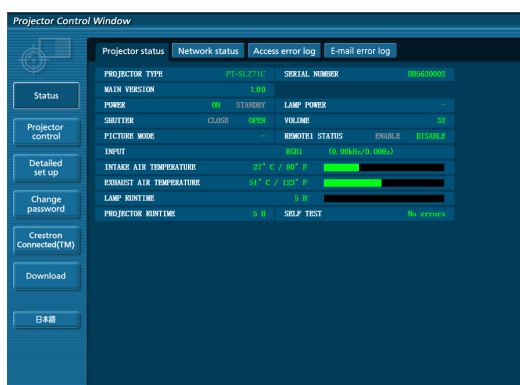 Projector Control Window
Projector status Network status Access error log E-mail error log
Status
Projector control
Detailed set up
Change password
Crestron Connected(TM)
Download
日本語
PROJECTOR TYPE PT-SLZ71C SERIAL NUMBER DB5620002
MAIN VERSION 1.00
POWER ON STANDBY LAMP POWER -
SHUTTER CLOSE OPEN VOLUME 32
PICTURE MODE - REMOTE1 STATUS ENABLE DISABLE
INPUT RGB1 (0.00kHz/0.00Hz)
INTAKE AIR TEMPERATURE 27° C / 80° F
EXHAUST AIR TEMPERATURE 51° C / 123° F
LAMP RUNTIME 5 H
PROJECTOR RUNTIME 5 H SELF TEST No errors